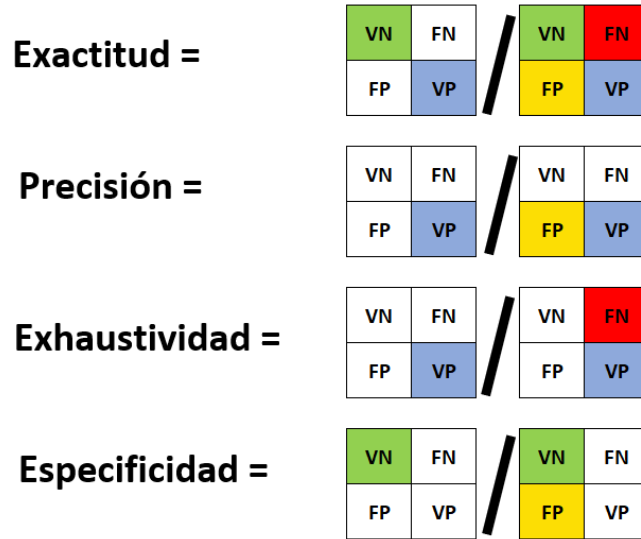 Exactitud =
VN FN VN FN
FP VP FP VP
Precisión =
VN FN VN FN
FP VP FP VP
Exhaustividad =
VN FN VN FN
FP VP FP VP
Especificidad =
VN FN VN FN
FP VP FP VP